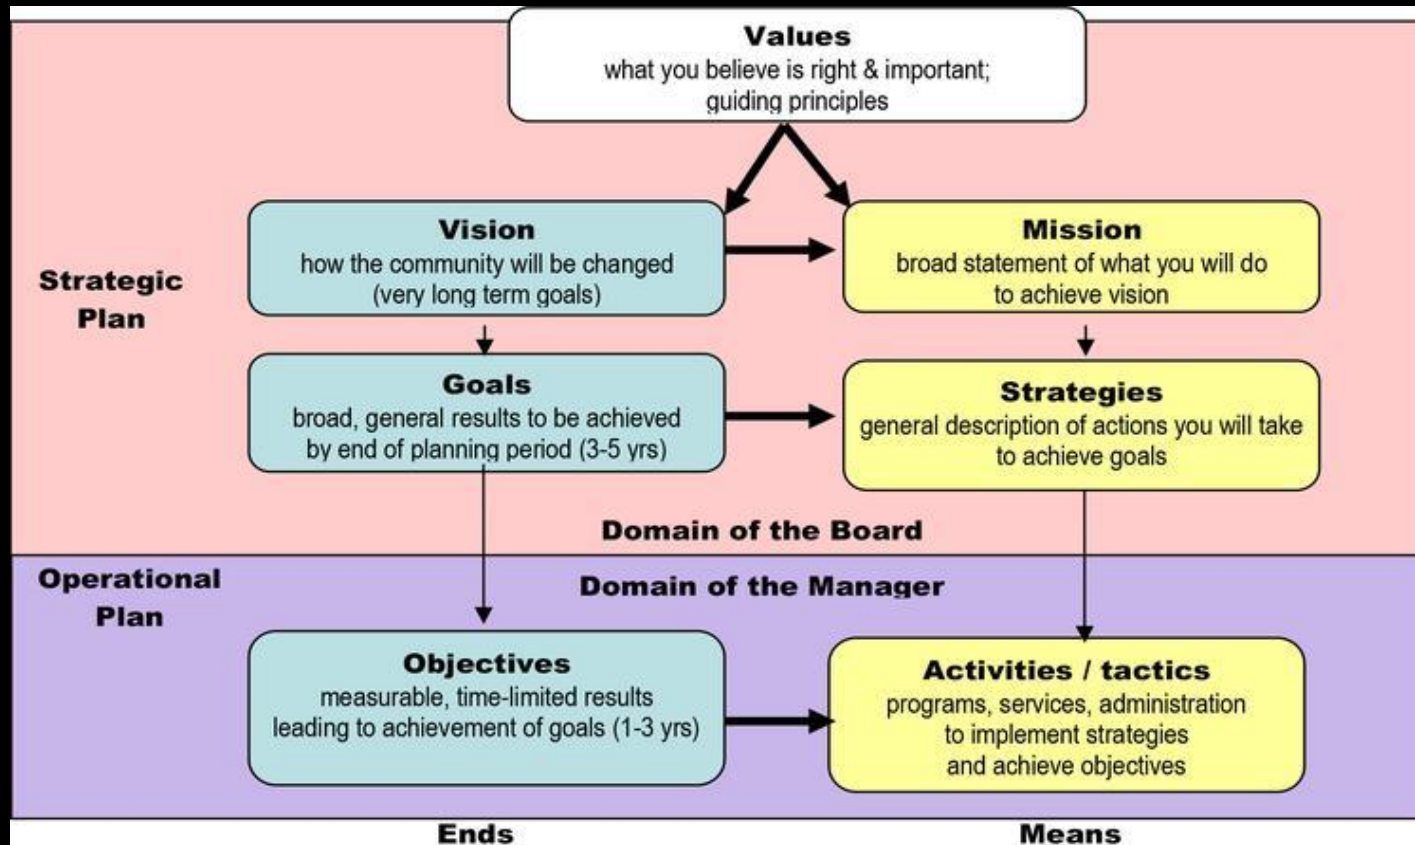 Values
what you believe is right & important;
guiding principles
Vision
how the community will be changed
(very long term goals)
Mission
broad statement of what you will do
to achieve vision
Strategic
Plan
Goals
broad, general results to be achieved
by end of planning period (3-5 yrs)
Strategies
general description of actions you will take
to achieve goals
Domain of the Board
Operational
Plan
Domain of the Manager
Objectives
measurable, time-limited results
leading to achievement of goals (1-3 yrs)
Activities / tactics
programs, services, administration
to implement strategies
and achieve objectives
Ends
Means